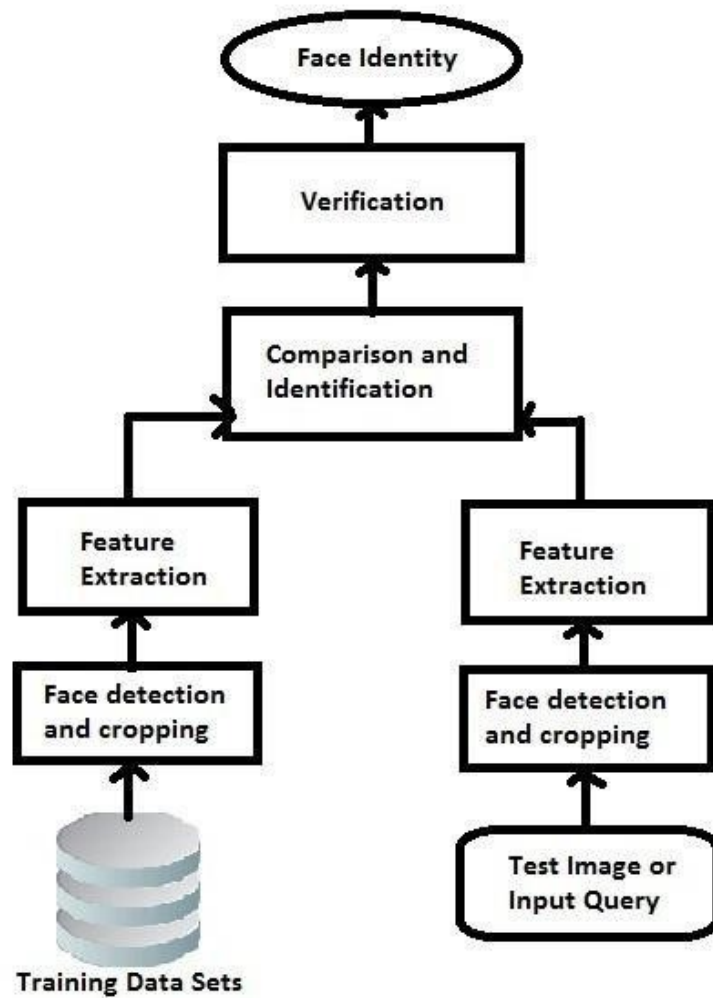 Face Identity
Verification
Comparison and
Identification
Feature
Extraction
Feature
Extraction
Face detection
and cropping
Face detection
and cropping
Test Image or
Input Query
Training Data Sets